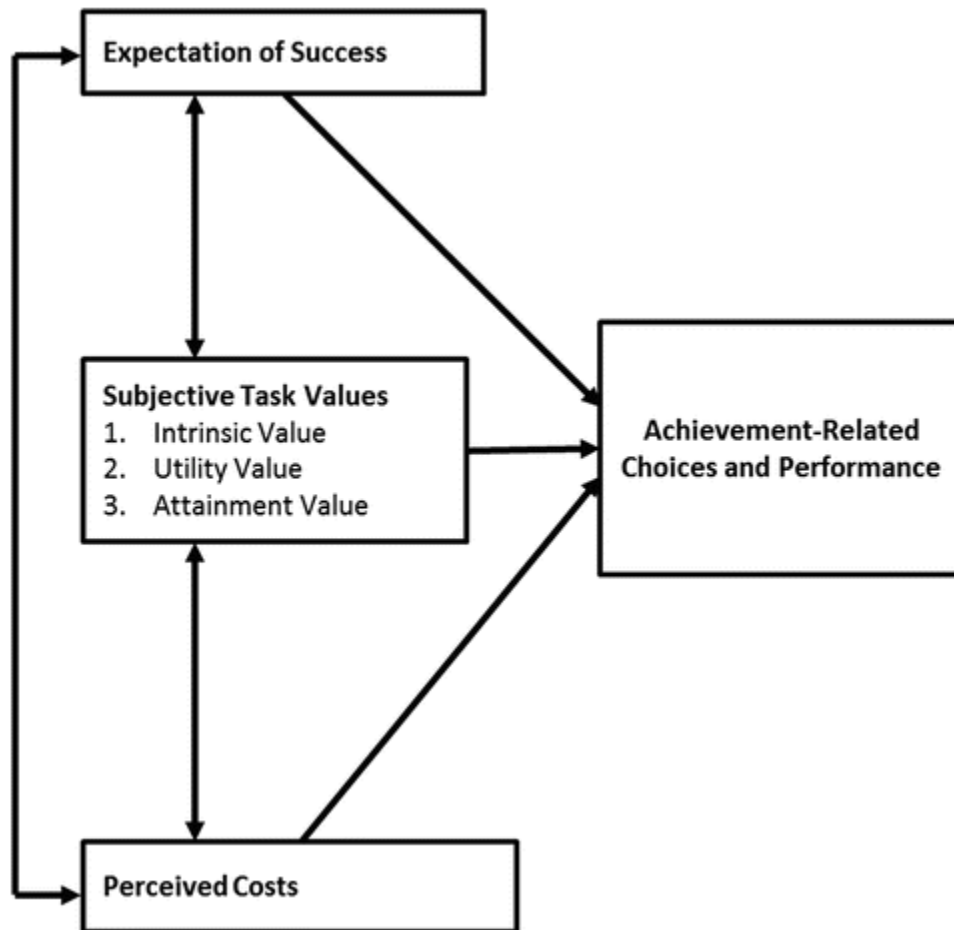 Expectation of Success
Subjective Task Values
1. Intrinsic Value
2. Utility Value
3. Attainment Value
Achievement-Related
Choices and Performance
Perceived Costs